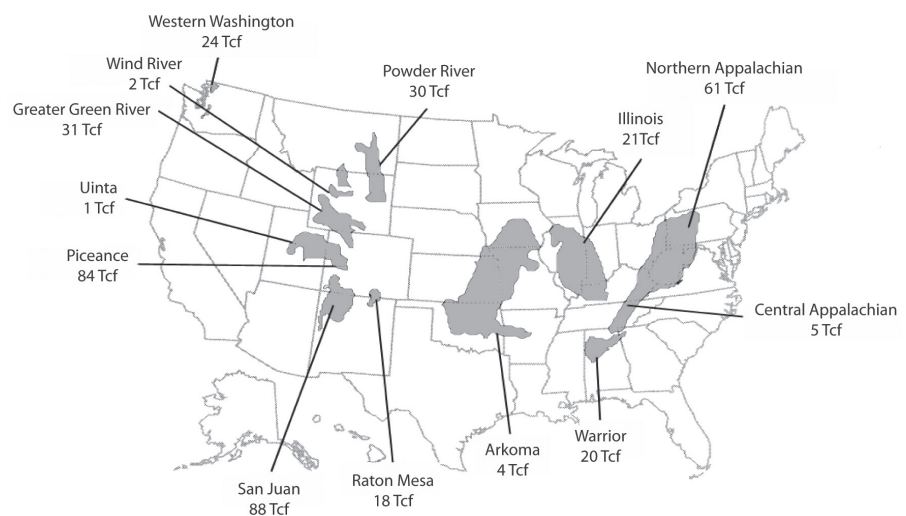 Western Washington
24 Tcf
Wind River
2 Tcf
Greater Green River
31 Tcf
Powder River
30 Tcf
Northern Appalachian
61 Tcf
Illinois
21Tcf
Uinta
1 Tcf
Piceance
84 Tcf
Central Appalachian
5 Tcf
Arkoma
4 Tcf
Warrior
20 Tcf
San Juan
88 Tcf
Raton Mesa
18 Tcf